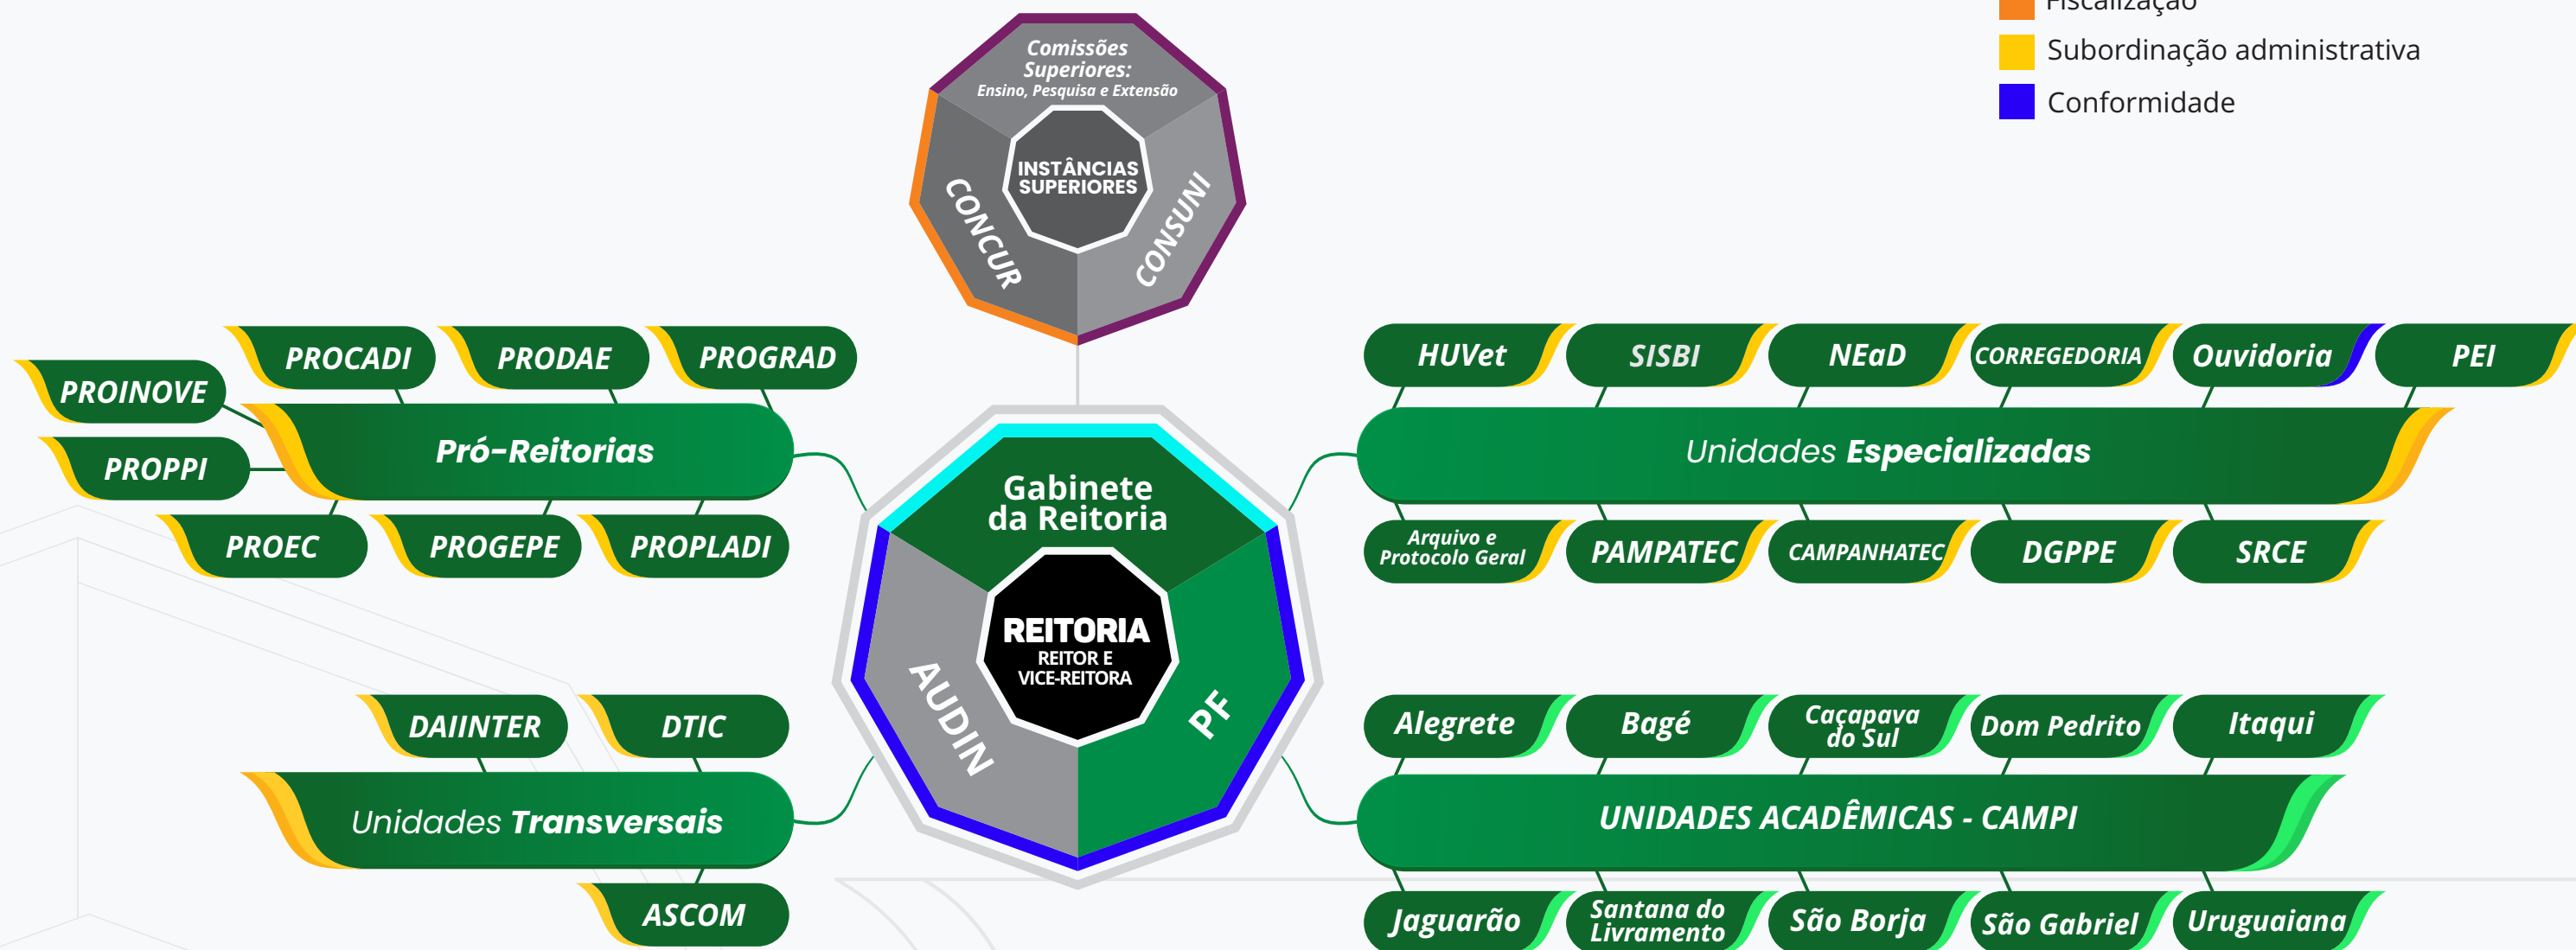 Fiscalização
Subordinação administrativa
Conformidade
Comissões
Superiores:
Ensino, Pesquisa e Extensão
INSTÂNCIAS
SUPERIORES
CONCUR
CONSUNI
PROCADI
PRODAE
PROGRAD
PROINOVE
Pró-Reitorias
PROPPI
PROEC
PROGEPE
PROPLADI
HUVet
SISBI
NEaD
CORREGEDORIA
Ouvidoria
PEI
Unidades Especializadas
Arquivo e
Protocolo Geral
PAMPATEC
CAMPANHATEC
DGPPE
SRCE
Gabinete
da Reitoria
REITORIA
REITOR E
VICE-REITORA
AUDIN
PF
DAIINTER
DTIC
Unidades Transversais
ASCOM
Alegrete
Bagé
Caçapava
do Sul
Dom Pedrito
Itaqui
UNIDADES ACADÊMICAS - CAMPI
Jaguarão
Santana do
Livramento
São Borja
São Gabriel
Uruguaiana